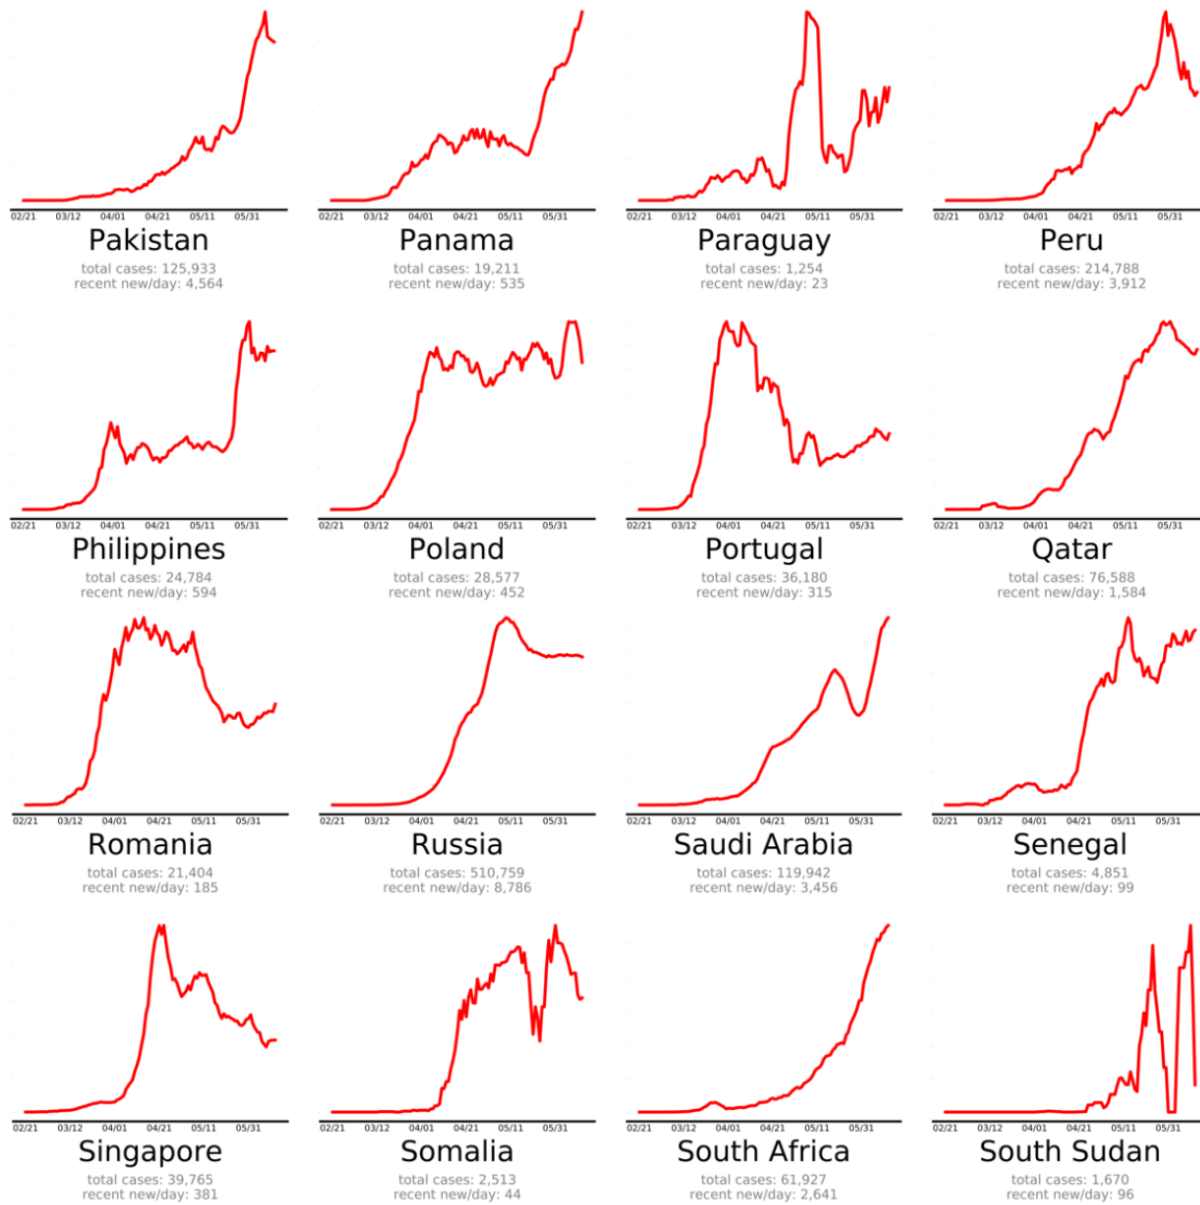 02/21 03/12 04/01 04/21 05/11 05/31
Pakistan
total cases: 125,933
recent new/day: 4,564
02/21 03/12 04/01 04/21 05/11 05/31
Panama
total cases: 19,211
recent new/day: 535
02/21 03/12 04/01 04/21 05/11 05/31
Paraguay
total cases: 1,254
recent new/day: 23
02/21 03/12 04/01 04/21 05/11 05/31
Peru
total cases: 214,788
recent new/day: 3,912
02/21 03/12 04/01 04/21 05/11 05/31
Philippines
total cases: 24,784
recent new/day: 594
02/21 03/12 04/01 04/21 05/11 05/31
Poland
total cases: 28,577
recent new/day: 452
02/21 03/12 04/01 04/21 05/11 05/31
Portugal
total cases: 36,180
recent new/day: 315
02/21 03/12 04/01 04/21 05/11 05/31
Qatar
total cases: 76,588
recent new/day: 1,584
02/21 03/12 04/01 04/21 05/11 05/31
Romania
total cases: 21,404
recent new/day: 185
02/21 03/12 04/01 04/21 05/11 05/31
Russia
total cases: 510,759
recent new/day: 8,786
02/21 03/12 04/01 04/21 05/11 05/31
Saudi Arabia
total cases: 119,942
recent new/day: 3,456
02/21 03/12 04/01 04/21 05/11 05/31
Senegal
total cases: 4,851
recent new/day: 99
02/21 03/12 04/01 04/21 05/11 05/31
Singapore
total cases: 39,765
recent new/day: 381
02/21 03/12 04/01 04/21 05/11 05/31
Somalia
total cases: 2,513
recent new/day: 44
02/21 03/12 04/01 04/21 05/11 05/31
South Africa
total cases: 61,927
recent new/day: 2,641
02/21 03/12 04/01 04/21 05/11 05/31
South Sudan
total cases: 1,670
recent new/day: 96